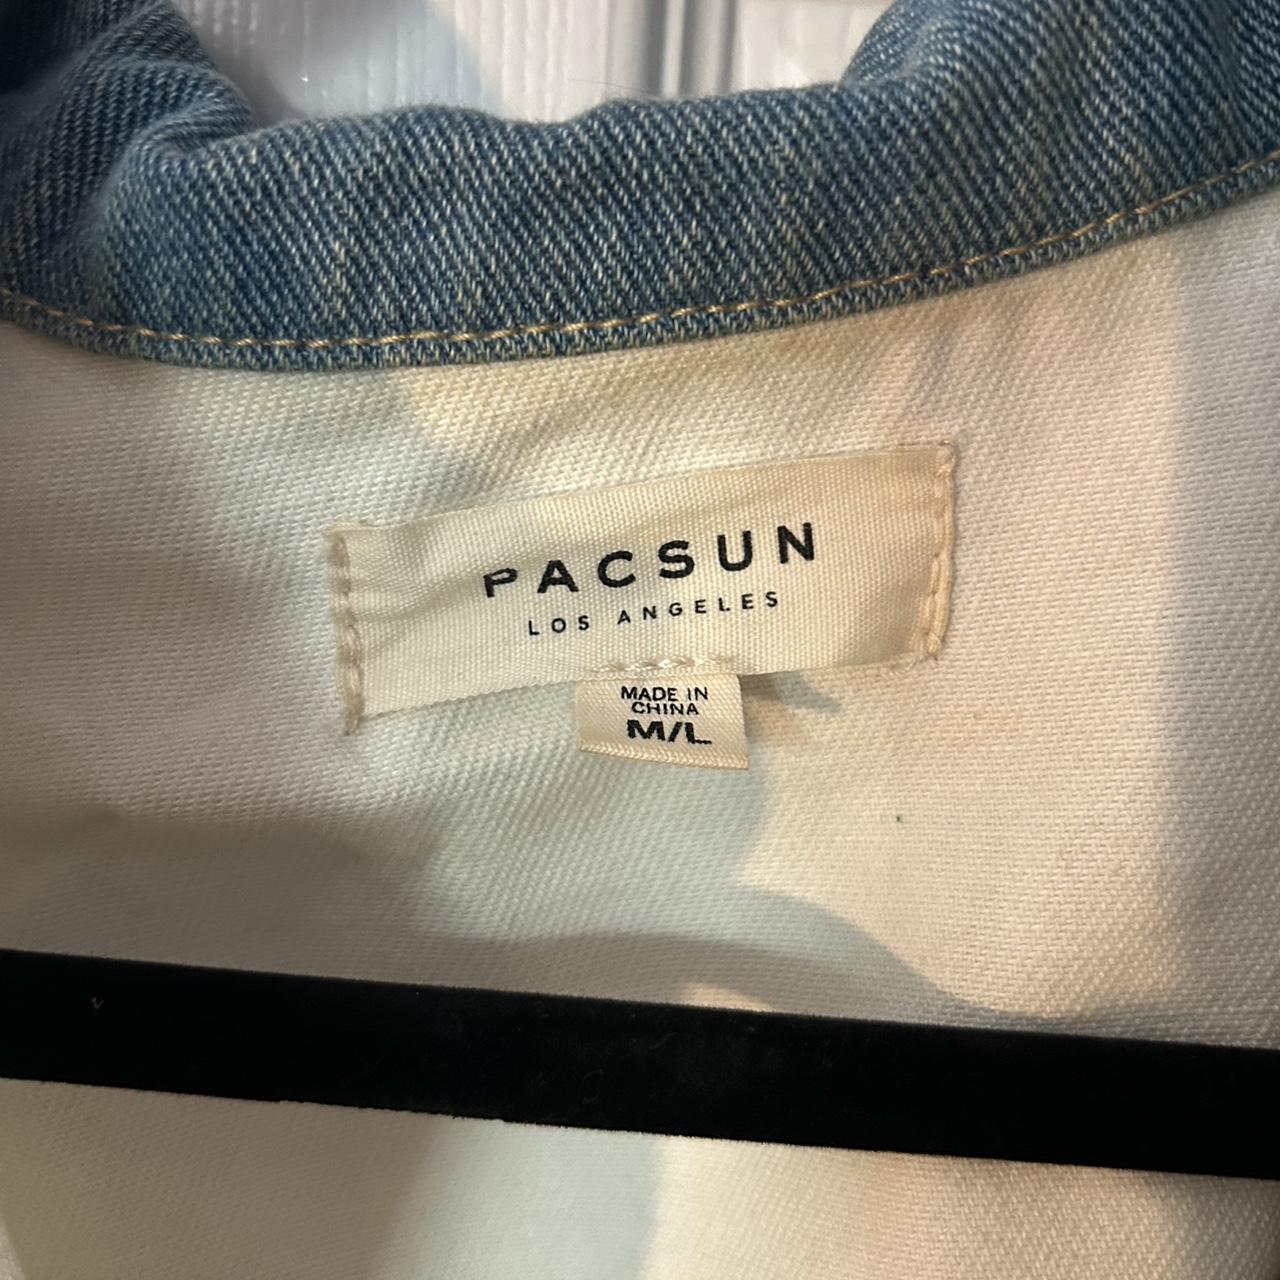 PACSUN
LOS ANGELES
MADE IN
CHINA
M/L